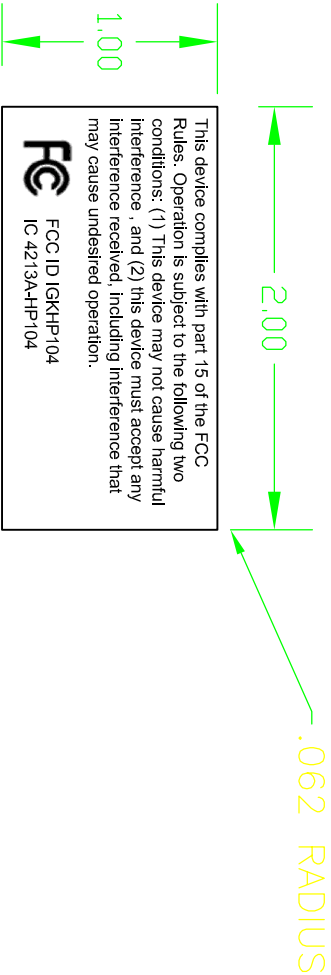 2.00
.062 RADIUS
1.00
This device complies with part 15 of the FCC
Rules. Operation is subject to the following two
conditions: (1) This device may not cause harmful
interference , and (2) this device must accept any
interference received, including interference that
may cause undesired operation.
FC
FCC ID IGKHP104
IC 4213A-HP104